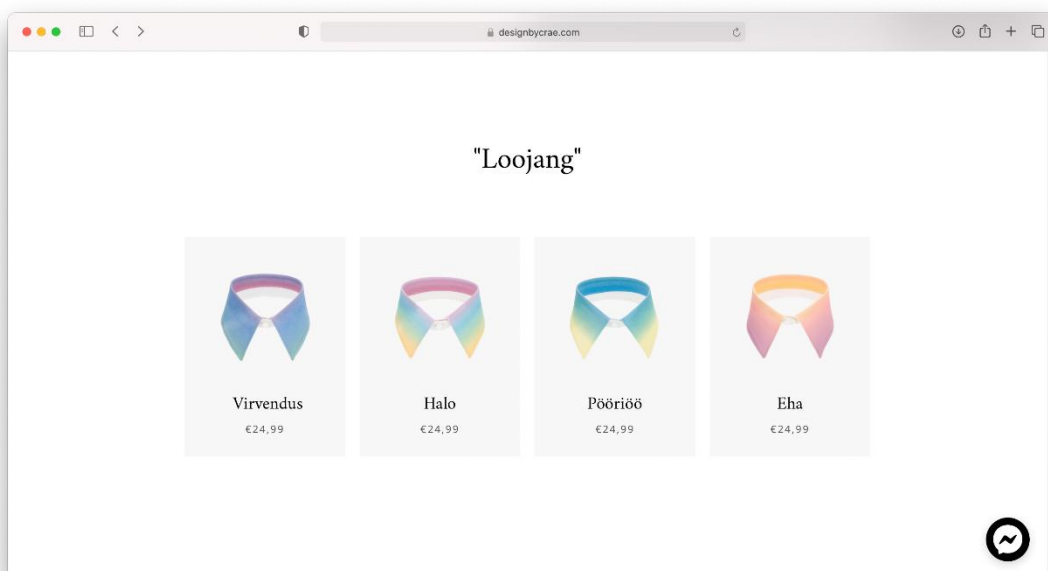 designbycrae.com
"Loojang"
Virvendus
€24,99
Halo
€24,99
Pööriöö
€24,99
Eha
€24,99